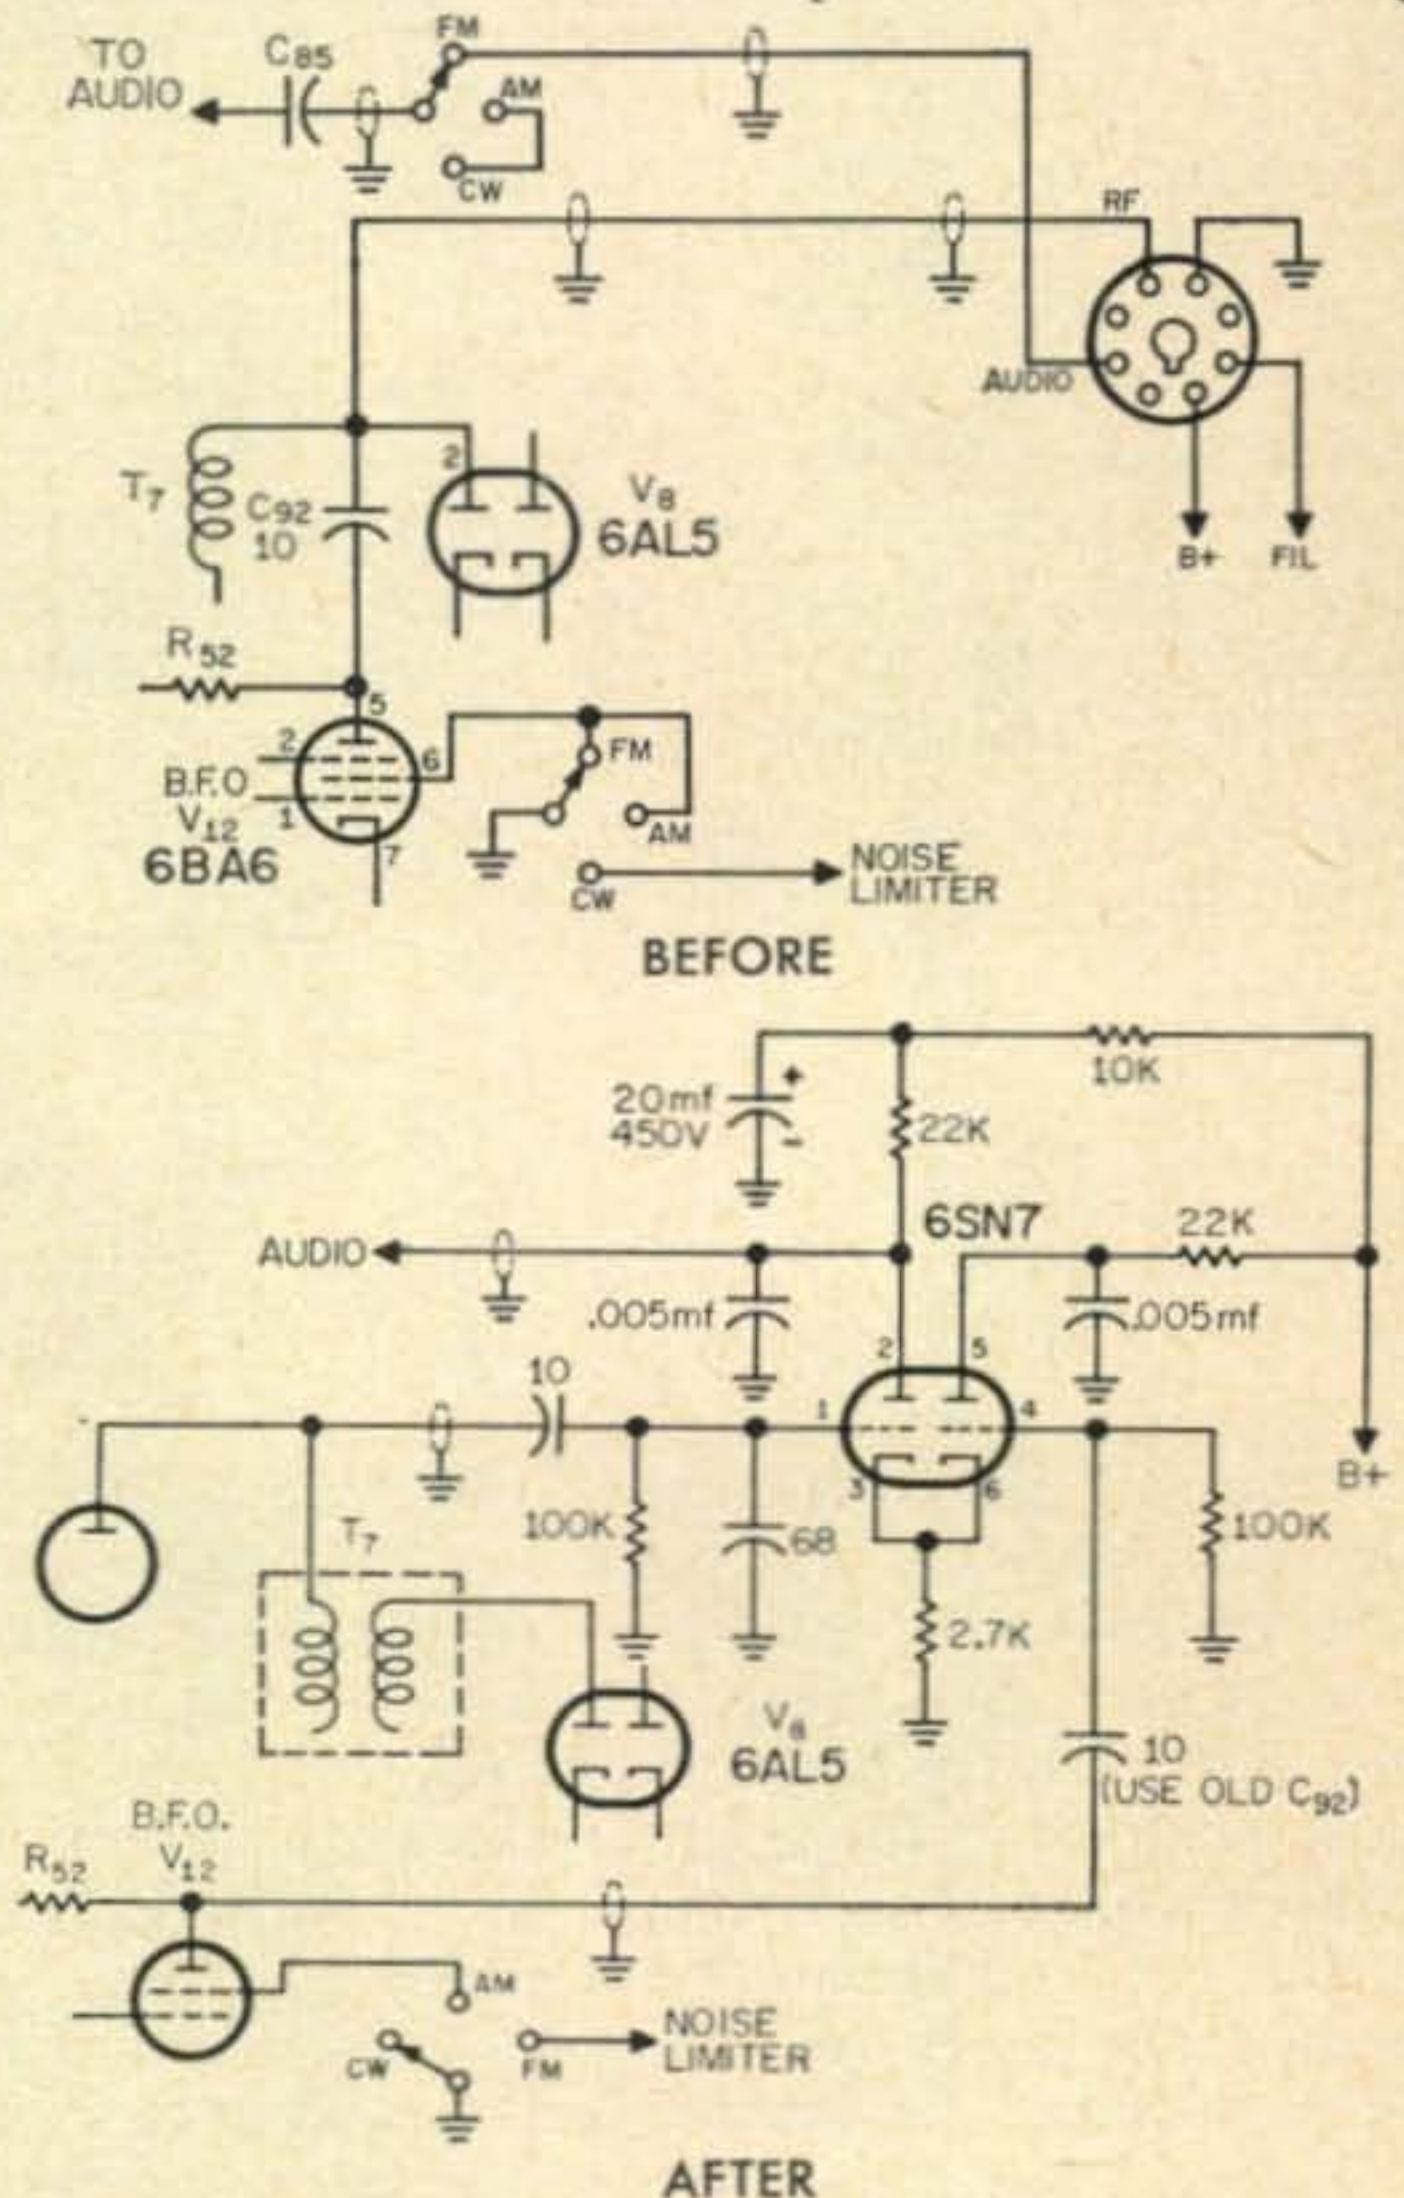 FM
TO
AUDIO
C85
AM
CW
RF
AUDIO
B+
FIL
2
T7
C92
10
V8
6AL5
R52
5
2
6
FM
B.F.O
V12
1
AM
6BA6
7
CW
NOISE
LIMITER
BEFORE
10K
20mf
450V
+
-
22K
6SN7
22K
AUDIO
.005mf
.005mf
2
5
10
1
4
B+
3
6
100K
68
100K
T7
2.7K
V8
6AL5
10
(USE OLD C92)
B.F.O.
V12
R52
AM
CW
FM
NOISE
LIMITER
AFTER